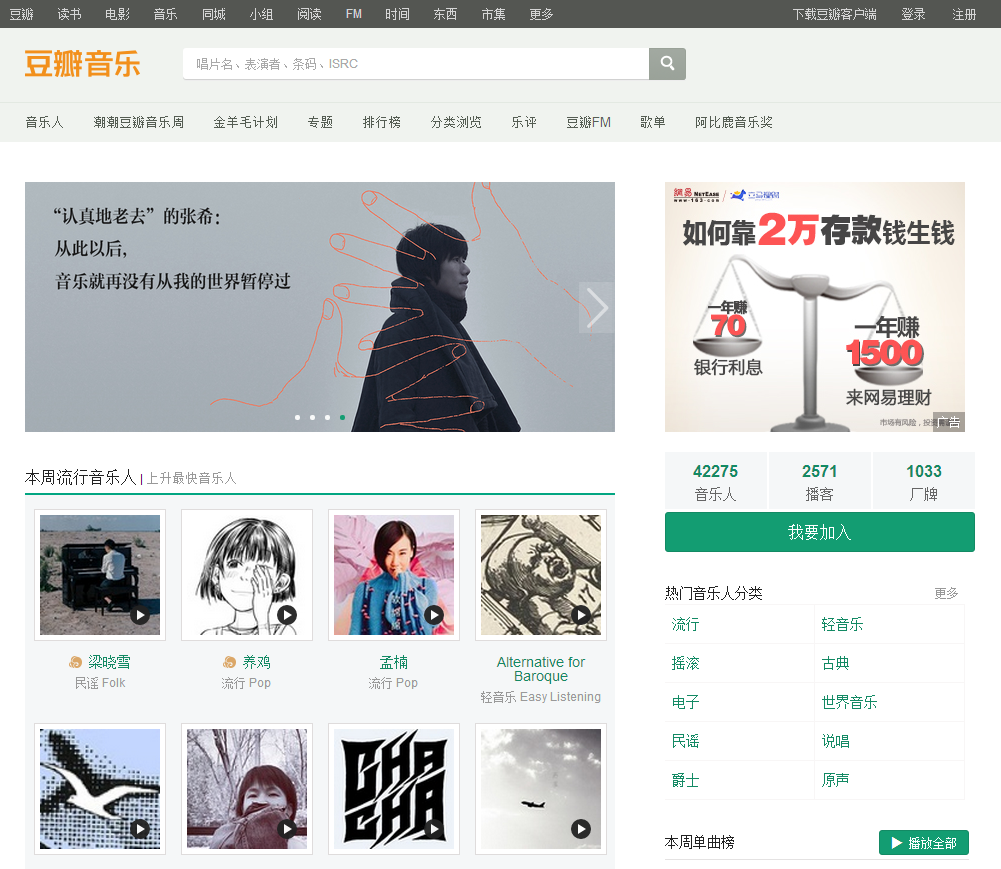 豆瓣 读书 电影 音乐 同城 小组 阅读 FM 时间 东西 市集 更多 下载豆瓣客户端 登录 注册
豆瓣音乐
唱片名、表演者、条码、ISRC
音乐人 潮潮豆瓣音乐周 金羊毛计划 专题 排行榜 分类浏览 乐评 豆瓣FM 歌单 阿比鹿音乐奖
“认真地老去”的张希：
从此以后，
音乐就再没有从我的世界暂停过
網易 NETEASE
www.163.com
如何靠2万存款钱生钱
一年赚
70
银行利息
一年赚
1500
来网易理财
广告
42275 2571 1033
音乐人 播客 厂牌
我要加入
本周流行音乐人 | 上升最快音乐人
梁晓雪 养鸡 孟楠 Alternative for
Baroque
民谣 Folk 流行 Pop 流行 Pop 轻音乐 Easy Listening
CHA
CHA
热门音乐人分类 更多
流行 轻音乐
摇滚 古典
电子 世界音乐
民谣 说唱
爵士 原声
本周单曲榜 播放全部